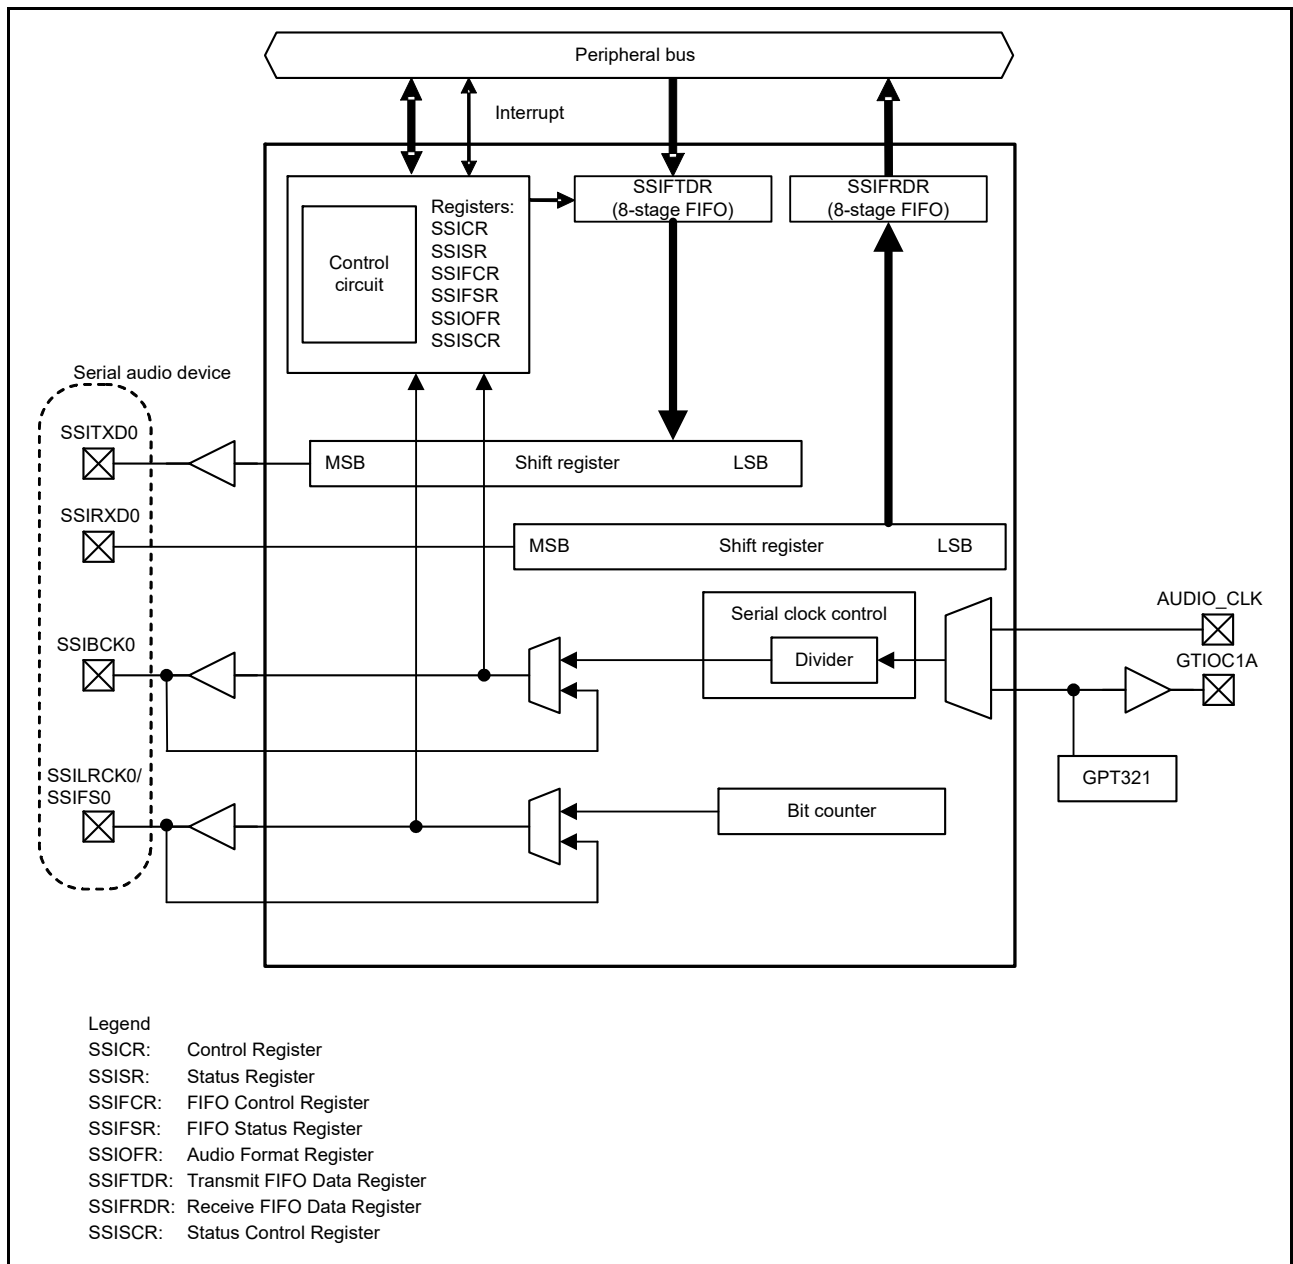 Peripheral bus
Interrupt
SSIFTDR
(8-stage FIFO)
SSIFRDR
(8-stage FIFO)
Control
circuit
Registers:
SSICR
SSISR
SSIFCR
SSIFSR
SSIOFR
SSISCR
Serial audio device
SSITXD0
MSB Shift register LSB
SSIRXD0
MSB Shift register LSB
AUDIO_CLK
Serial clock control
SSIBCK0
Divider
GTIOC1A
SSILRCK0/
SSIFS0
GPT321
Bit counter
Legend
SSICR: Control Register
SSISR: Status Register
SSIFCR: FIFO Control Register
SSIFSR: FIFO Status Register
SSIOFR: Audio Format Register
SSIFTDR: Transmit FIFO Data Register
SSIFRDR: Receive FIFO Data Register
SSISCR: Status Control Register